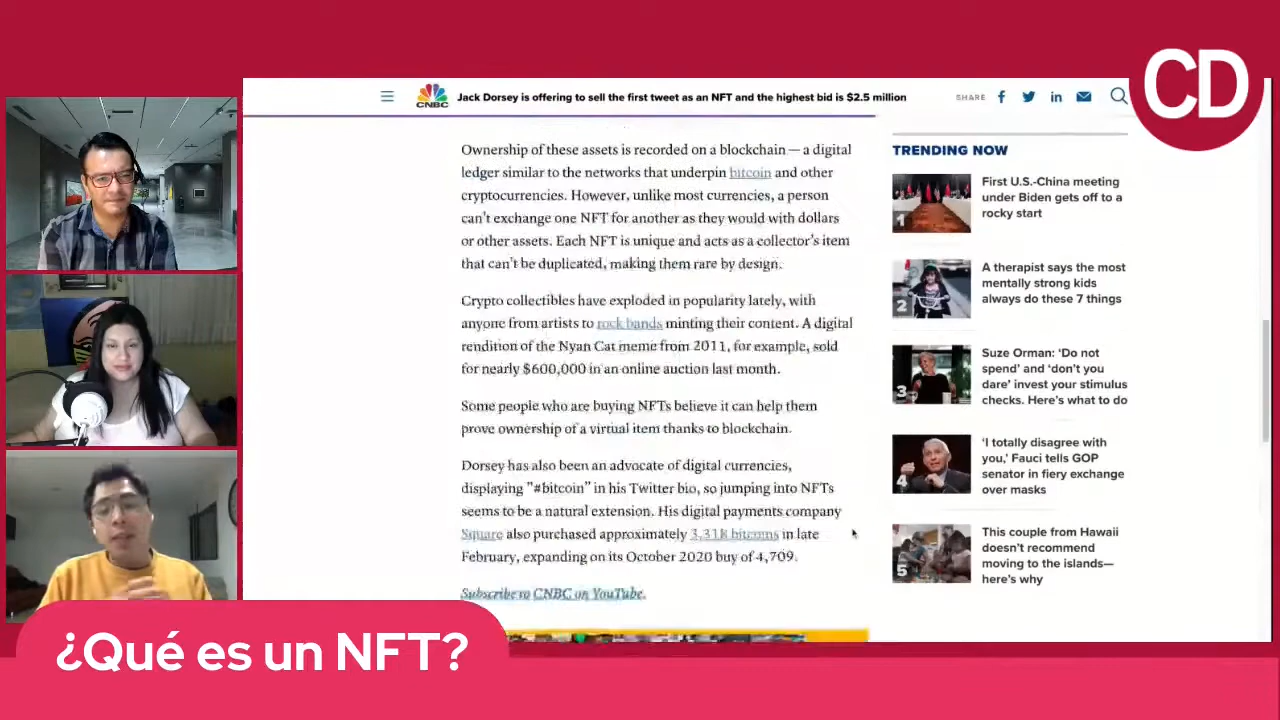 CNBC
Jack Dorsey is offering to sell the first tweet as an NFT and the highest bid is $2.5 million
SHARE
CD
Ownership of these assets is recorded on a blockchain — a digital
ledger similar to the networks that underpin bitcoin and other
cryptocurrencies. However, unlike most currencies, a person
can't exchange one NFT for another as they would with dollars
or other assets. Each NFT is unique and acts as a collector's item
that can't be duplicated, making them rare by design.
Crypto collectibles have exploded in popularity lately, with
anyone from artists to rock bands minting their content. A digital
rendition of the Nyan Cat meme from 2011, for example, sold
for nearly $600,000 in an online auction last month.
Some people who are buying NFTs believe it can help them
prove ownership of a virtual item thanks to blockchain.
Dorsey has also been an advocate of digital currencies,
displaying "#bitcoin" in his Twitter bio, so jumping into NFTs
seems to be a natural extension. His digital payments company
Square also purchased approximately 3,318 bitcoins in late
February, expanding on its October 2020 buy of 4,709.
Subscribe to CNBC on YouTube.
TRENDING NOW
1
First U.S.-China meeting
under Biden gets off to a
rocky start
2
A therapist says the most
mentally strong kids
always do these 7 things
3
Suze Orman: ‘Do not
spend’ and ‘don’t you
dare’ invest your stimulus
checks. Here’s what to do
4
‘I totally disagree with
you,’ Fauci tells GOP
senator in fiery exchange
over masks
5
This couple from Hawaii
doesn’t recommend
moving to the islands—
here’s why
¿Qué es un NFT?